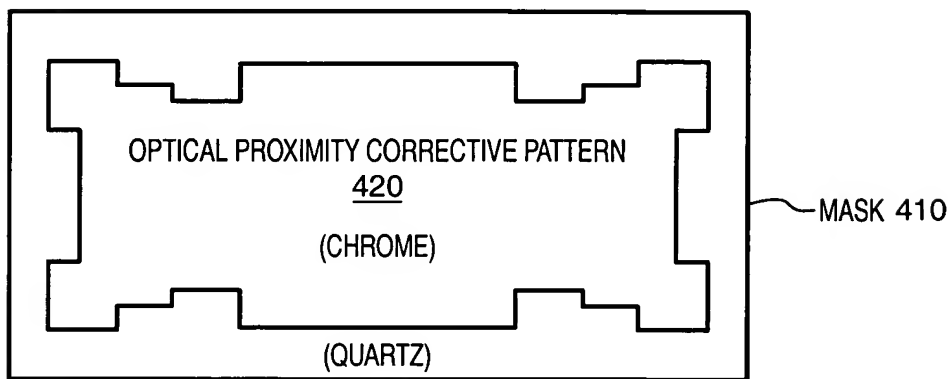 OPTICAL PROXIMITY CORRECTIVE PATTERN
420
(CHROME)
(QUARTZ)
MASK 410